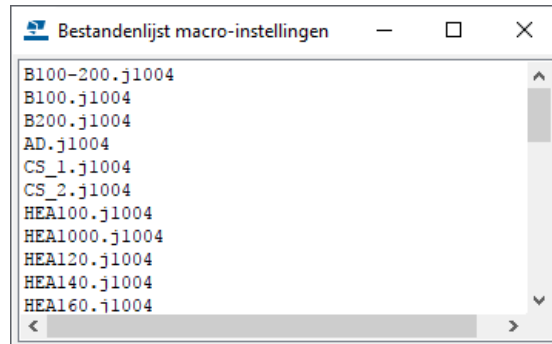 Bestandenlijst macro-instellingen
B100-200.j1004
B100.j1004
B200.j1004
AD.j1004
CS_1.j1004
CS_2.j1004
HEA100.j1004
HEA1000.j1004
HEA120.j1004
HEA140.j1004
HEA160.j1004